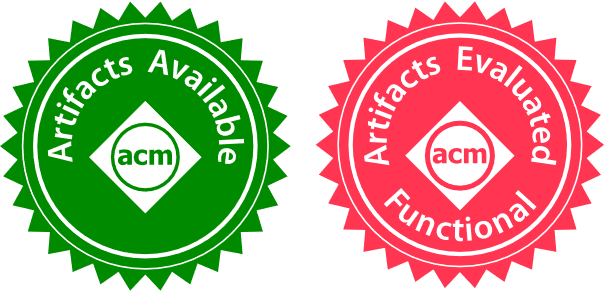 Artifacts Available
acm
Artifacts Evaluated
acm
Functional